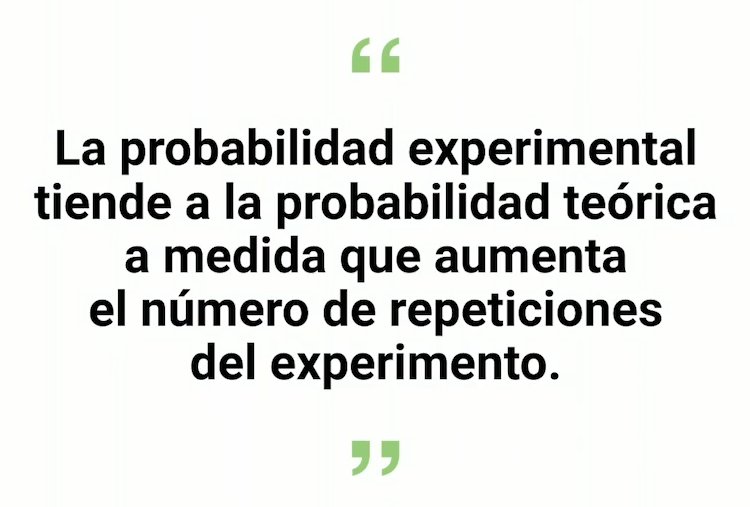 “
La probabilidad experimental
tiende a la probabilidad teórica
a medida que aumenta
el número de repeticiones
del experimento.
”